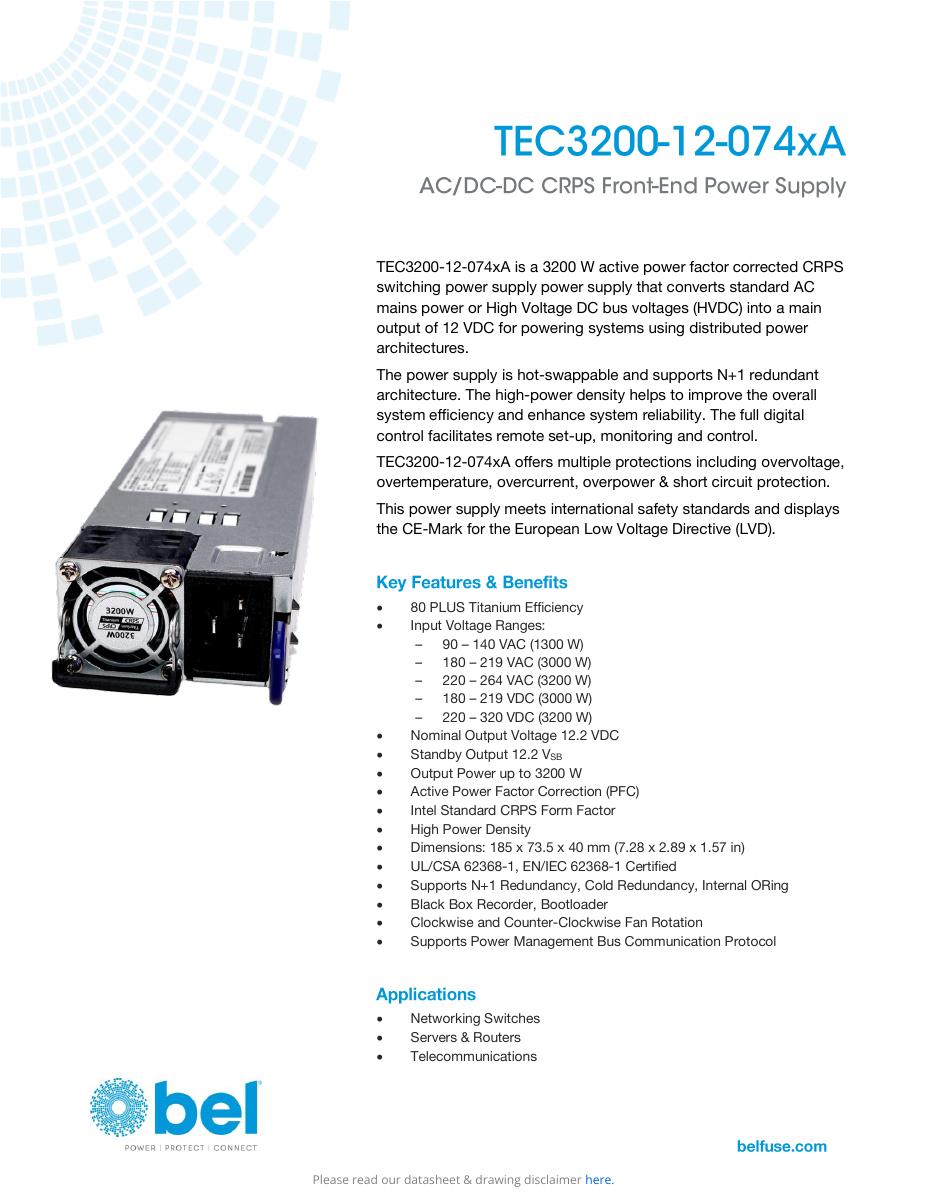 TEC3200-12-074xA
AC/DC-DC CRPS Front-End Power Supply
TEC3200-12-074xA is a 3200 W active power factor corrected CRPS
switching power supply power supply that converts standard AC
mains power or High Voltage DC bus voltages (HVDC) into a main
output of 12 VDC for powering systems using distributed power
architectures.
The power supply is hot-swappable and supports N+1 redundant
architecture. The high-power density helps to improve the overall
system efficiency and enhance system reliability. The full digital
control facilitates remote set-up, monitoring and control.
TEC3200-12-074xA offers multiple protections including overvoltage,
overtemperature, overcurrent, overpower & short circuit protection.
This power supply meets international safety standards and displays
the CE-Mark for the European Low Voltage Directive (LVD).
3200W
3200W
Key Features & Benefits
• 80 PLUS Titanium Efficiency
• Input Voltage Ranges:
– 90 – 140 VAC (1300 W)
– 180 – 219 VAC (3000 W)
– 220 – 264 VAC (3200 W)
– 180 – 219 VDC (3000 W)
– 220 – 320 VDC (3200 W)
• Nominal Output Voltage 12.2 VDC
• Standby Output 12.2 VSB
• Output Power up to 3200 W
• Active Power Factor Correction (PFC)
• Intel Standard CRPS Form Factor
• High Power Density
• Dimensions: 185 x 73.5 x 40 mm (7.28 x 2.89 x 1.57 in)
• UL/CSA 62368-1, EN/IEC 62368-1 Certified
• Supports N+1 Redundancy, Cold Redundancy, Internal ORing
• Black Box Recorder, Bootloader
• Clockwise and Counter-Clockwise Fan Rotation
• Supports Power Management Bus Communication Protocol
Applications
• Networking Switches
• Servers & Routers
• Telecommunications
bel
POWER | PROTECT | CONNECT
belfuse.com
Please read our datasheet & drawing disclaimer here.